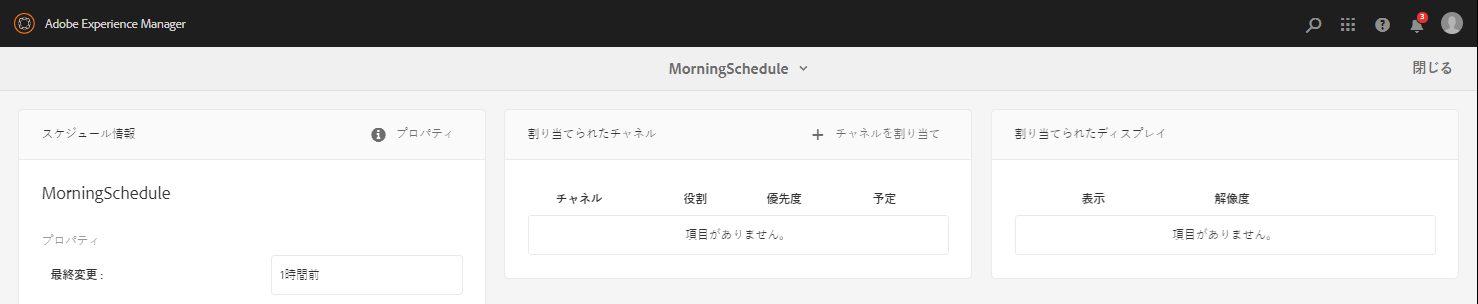 Adobe Experience Manager
3
MorningSchedule
閉じる
スケジュール情報
プロパティ
MorningSchedule
プロパティ
最終変更 :
1時間前
割り当てられたチャネル
チャネルを割り当て
チャネル 役割 優先度 予定
項目がありません。
割り当てられたディスプレイ
表示 解像度
項目がありません。